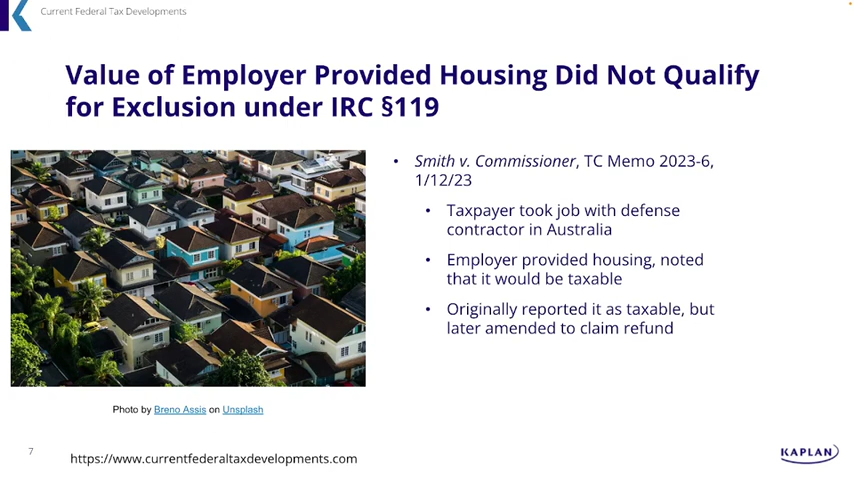 Current Federal Tax Developments
Value of Employer Provided Housing Did Not Qualify
for Exclusion under IRC §119
• Smith v. Commissioner, TC Memo 2023-6,
1/12/23
• Taxpayer took job with defense
contractor in Australia
• Employer provided housing, noted
that it would be taxable
• Originally reported it as taxable, but
later amended to claim refund
Photo by Breno Assis on Unsplash
7
https://www.currentfederaltaxdevelopments.com
KAPLAN